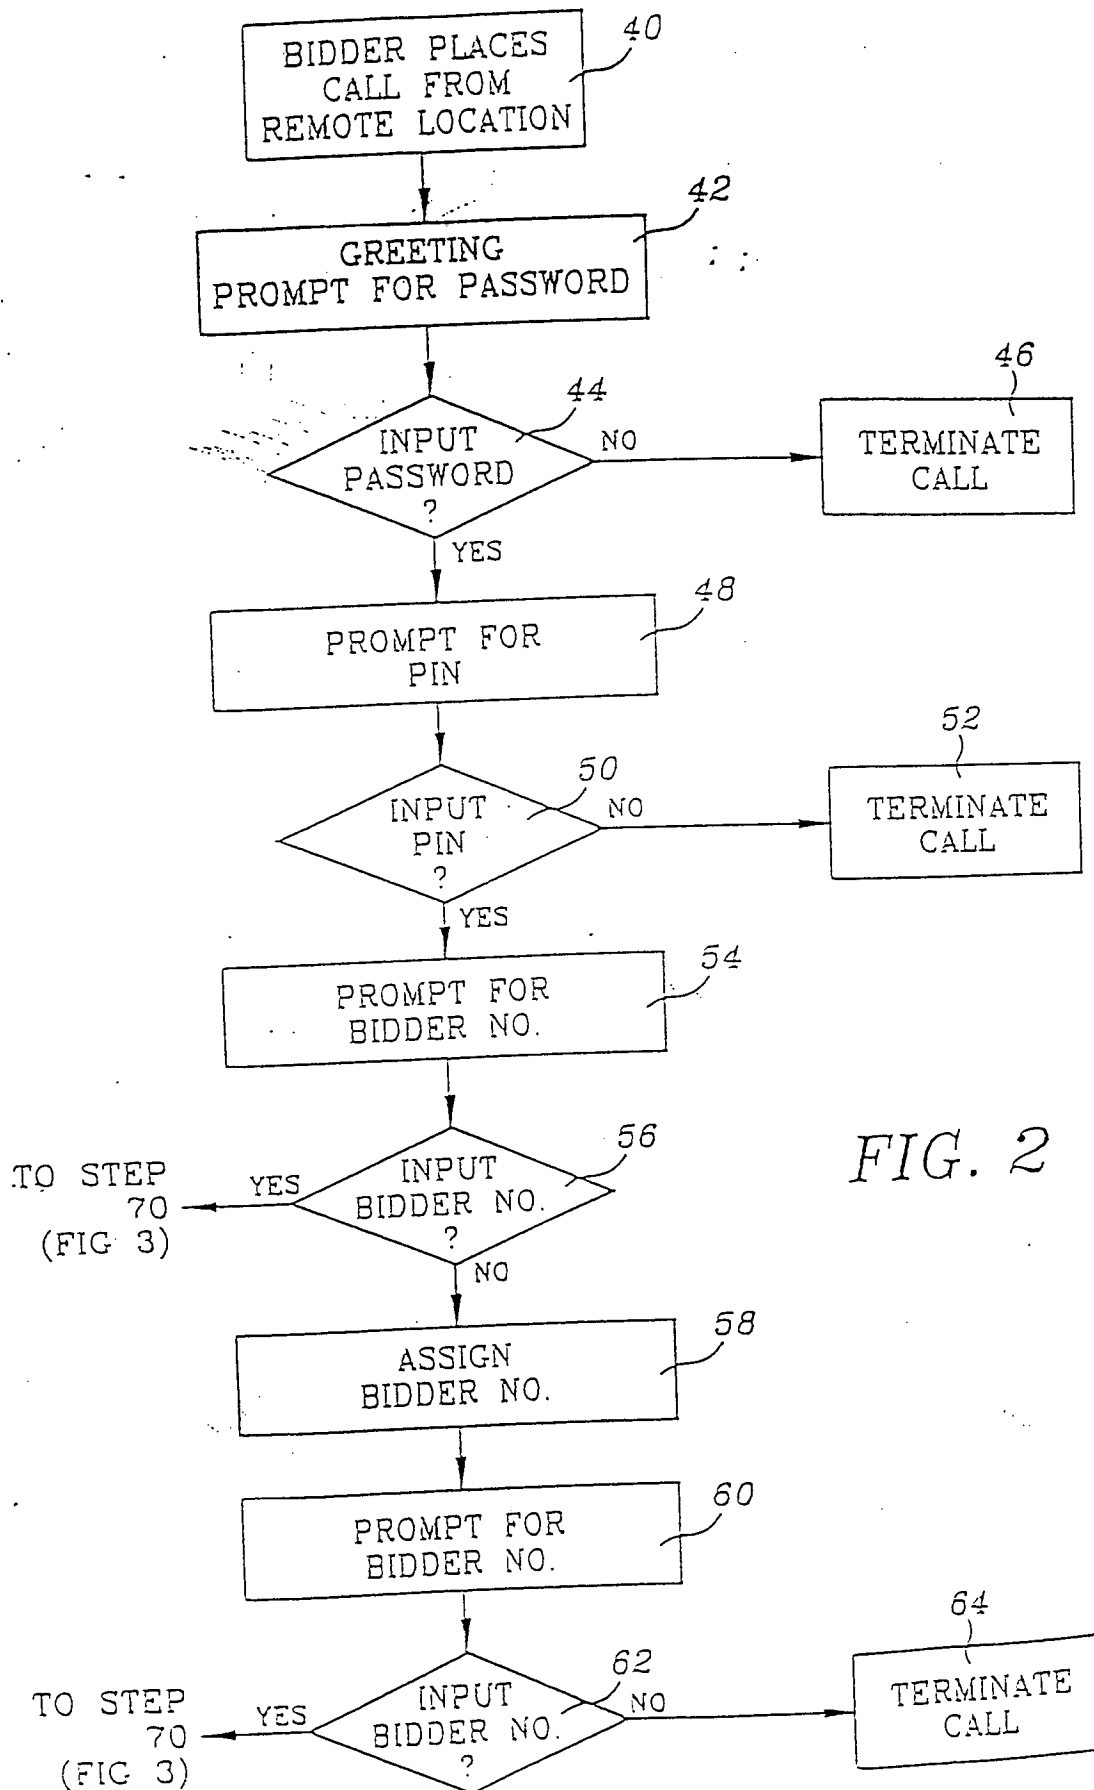 40
BIDDER PLACES
CALL FROM
REMOTE LOCATION
42
GREETING
PROMPT FOR PASSWORD
44
INPUT
PASSWORD
?
NO
46
TERMINATE
CALL
YES
48
PROMPT FOR
PIN
50
INPUT
PIN
?
NO
52
TERMINATE
CALL
YES
54
PROMPT FOR
BIDDER NO.
56
INPUT
BIDDER NO.
?
YES
TO STEP
70
(FIG 3)
FIG. 2
NO
58
ASSIGN
BIDDER NO.
60
PROMPT FOR
BIDDER NO.
62
INPUT
BIDDER NO.
?
YES
TO STEP
70
(FIG 3)
NO
64
TERMINATE
CALL